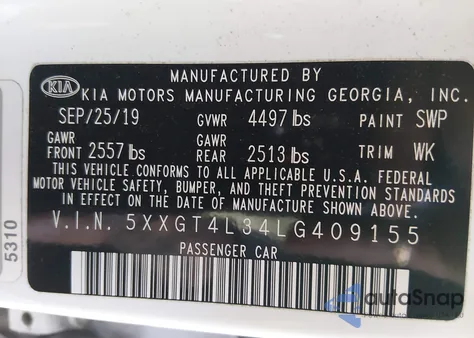 MANUFACTURED BY
KIA KIA MOTORS MANUFACTURING GEORGIA, INC.
SEP/25/19 GVWR 4497 lbs PAINT SWP
GAWR GAWR
FRONT 2557 lbs REAR 2513 lbs TRIM WK
THIS VEHICLE CONFORMS TO ALL APPLICABLE U.S.A. FEDERAL
MOTOR VEHICLE SAFETY, BUMPER, AND THEFT PREVENTION STANDARDS
IN EFFECT ON THE DATE OF MANUFACTURE SHOWN ABOVE.
V.I.N. 5XXGT4L34LG409155
PASSENGER CAR
5310
autoSnap